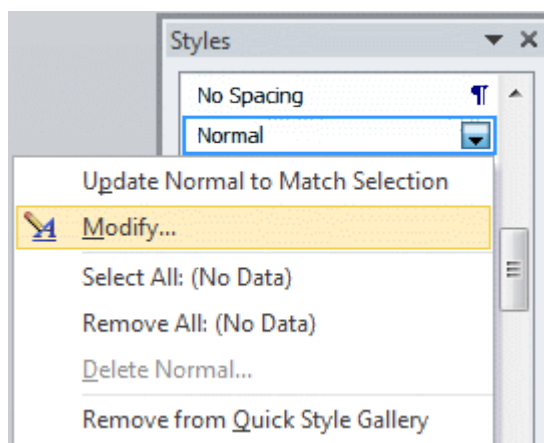 Styles
No Spacing ¶
Normal
Update Normal to Match Selection
Modify...
Select All: (No Data)
Remove All: (No Data)
Delete Normal...
Remove from Quick Style Gallery